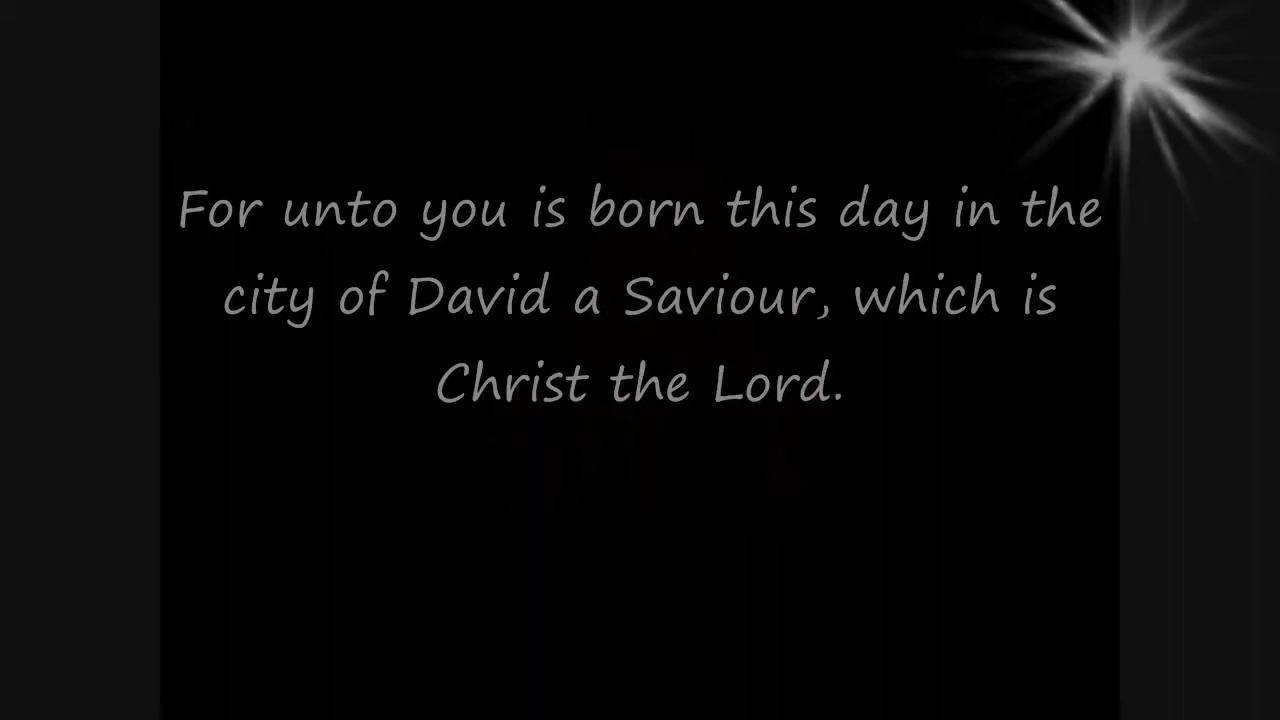 For unto you is born this day in the
city of David a Saviour, which is
Christ the Lord.